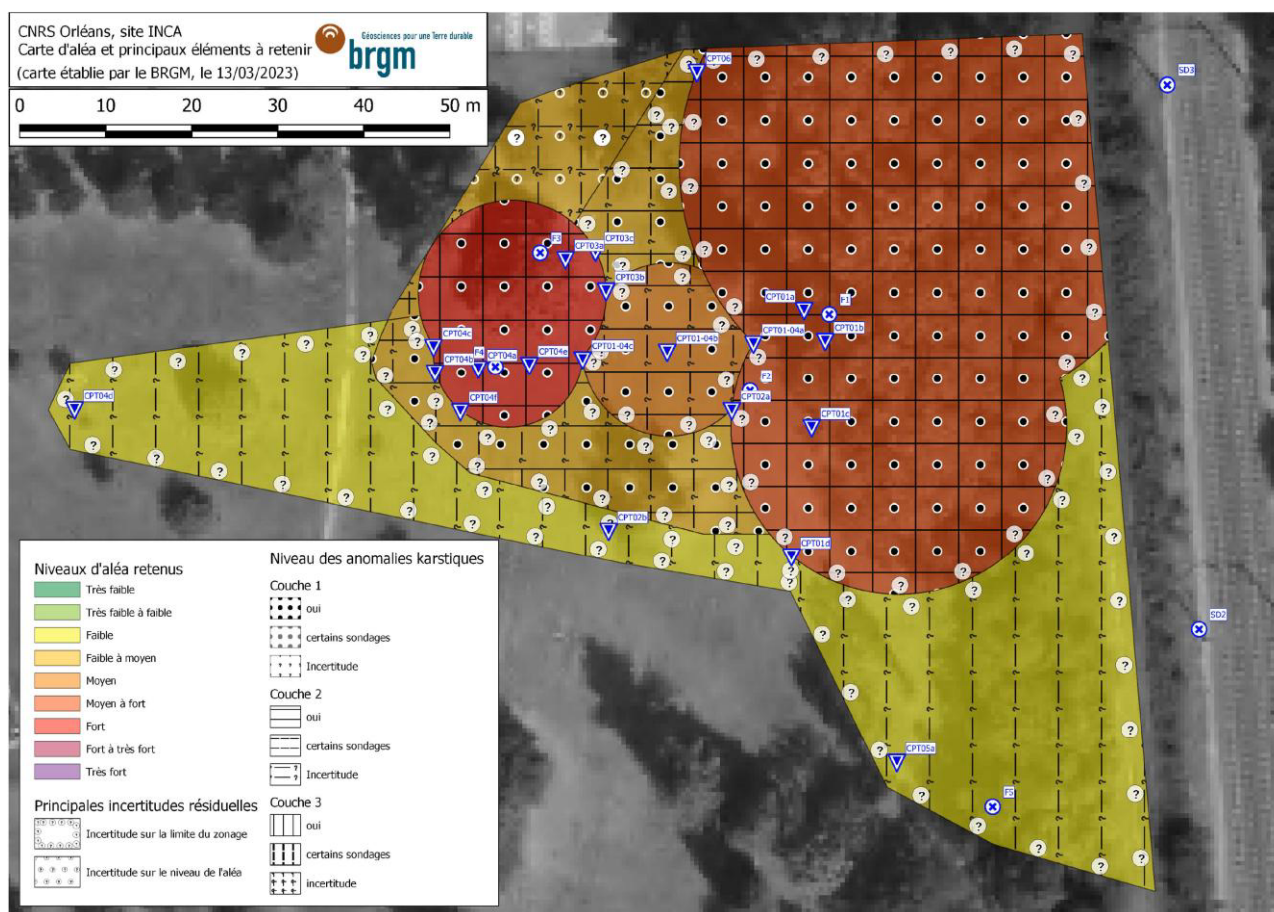 CNRS Orléans, site INCA
Carte d'aléa et principaux éléments à retenir
(carte établie par le BRGM, le 13/03/2023)
Géosciences pour une Terre durable
brgm
0 10 20 30 40 50 m
SD3
CPT06
F3
CPT03c
CPT03a
CPT03b
CPT01a
F1
CPT04c
CPT01-04b
CPT01-04a
CPT01b
F4
CPT04b
CPT04a
CPT04e
CPT01-04c
F2
CPT04d
CPT04f
CPT02a
CPT01c
CPT02b
CPT01d
SD2
CPT05a
F5
Niveaux d'aléa retenus
Très faible
Très faible à faible
Faible
Faible à moyen
Moyen
Moyen à fort
Fort
Fort à très fort
Très fort
Principales incertitudes résiduelles
Incertitude sur la limite du zonage
Incertitude sur le niveau de l'aléa
Niveau des anomalies karstiques
Couche 1
oui
certains sondages
Incertitude
Couche 2
oui
certains sondages
Incertitude
Couche 3
oui
certains sondages
incertitude